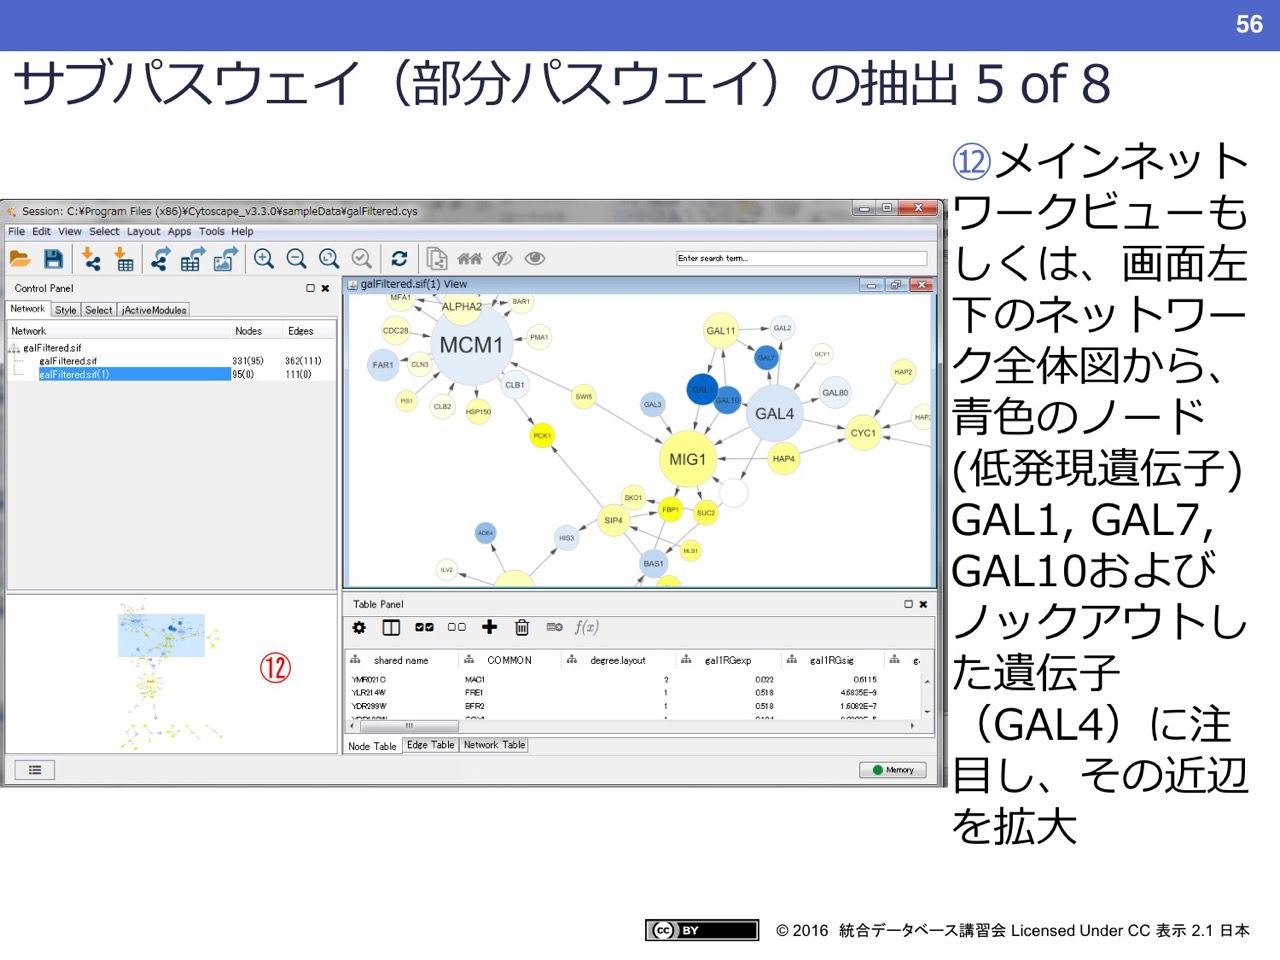 56
サブパスウェイ（部分パスウェイ）の抽出 5 of 8
⑫メインネット
ワークビューも
しくは、画面左
下のネットワー
ク全体図から、
青色のノード
(低発現遺伝子)
GAL1, GAL7,
GAL10および
ノックアウトし
た遺伝子
（GAL4）に注
目し、その近辺
を拡大
Session: C:¥Program Files (x86)¥Cytoscape_v3.3.0¥sampleData¥galFiltered.cys
File Edit View Select Layout Apps Tools Help
Enter search term...
Control Panel
Network Style Select jActiveModules
Network Nodes Edges
galFiltered.sif
galFiltered.sif 331(95) 362(111)
galFiltered.sif(1) 95(0) 111(0)
⑫
galFiltered.sif(1) View
MFA1
ALPHA2
BAR1
CDC28
MCM1
PMA1
FAR1
CLN3
CLB1
PIS1
CLB2
HSP150
SWI5
PCK1
GAL11
GAL2
GAL7
GCY1
HAP2
GAL1
GAL10
GAL3
GAL4
GAL80
CYC1
MIG1
HAP4
SKO1
SIP4
FBP1
SUC2
ADE4
HIS3
MLS1
BAS1
ILV2
Table Panel
f(x)
shared name COMMON degree.layout gal1RGexp gal1RGsig
YMR021C MAC1 2 0.022 0.6115
YLR214W FRE1 1 0.518 4.6835E-9
YDR299W BFR2 1 0.518 1.6082E-7
Node Table Edge Table Network Table
Memory
cc BY
© 2016 統合データベース講習会 Licensed Under CC 表示 2.1 日本